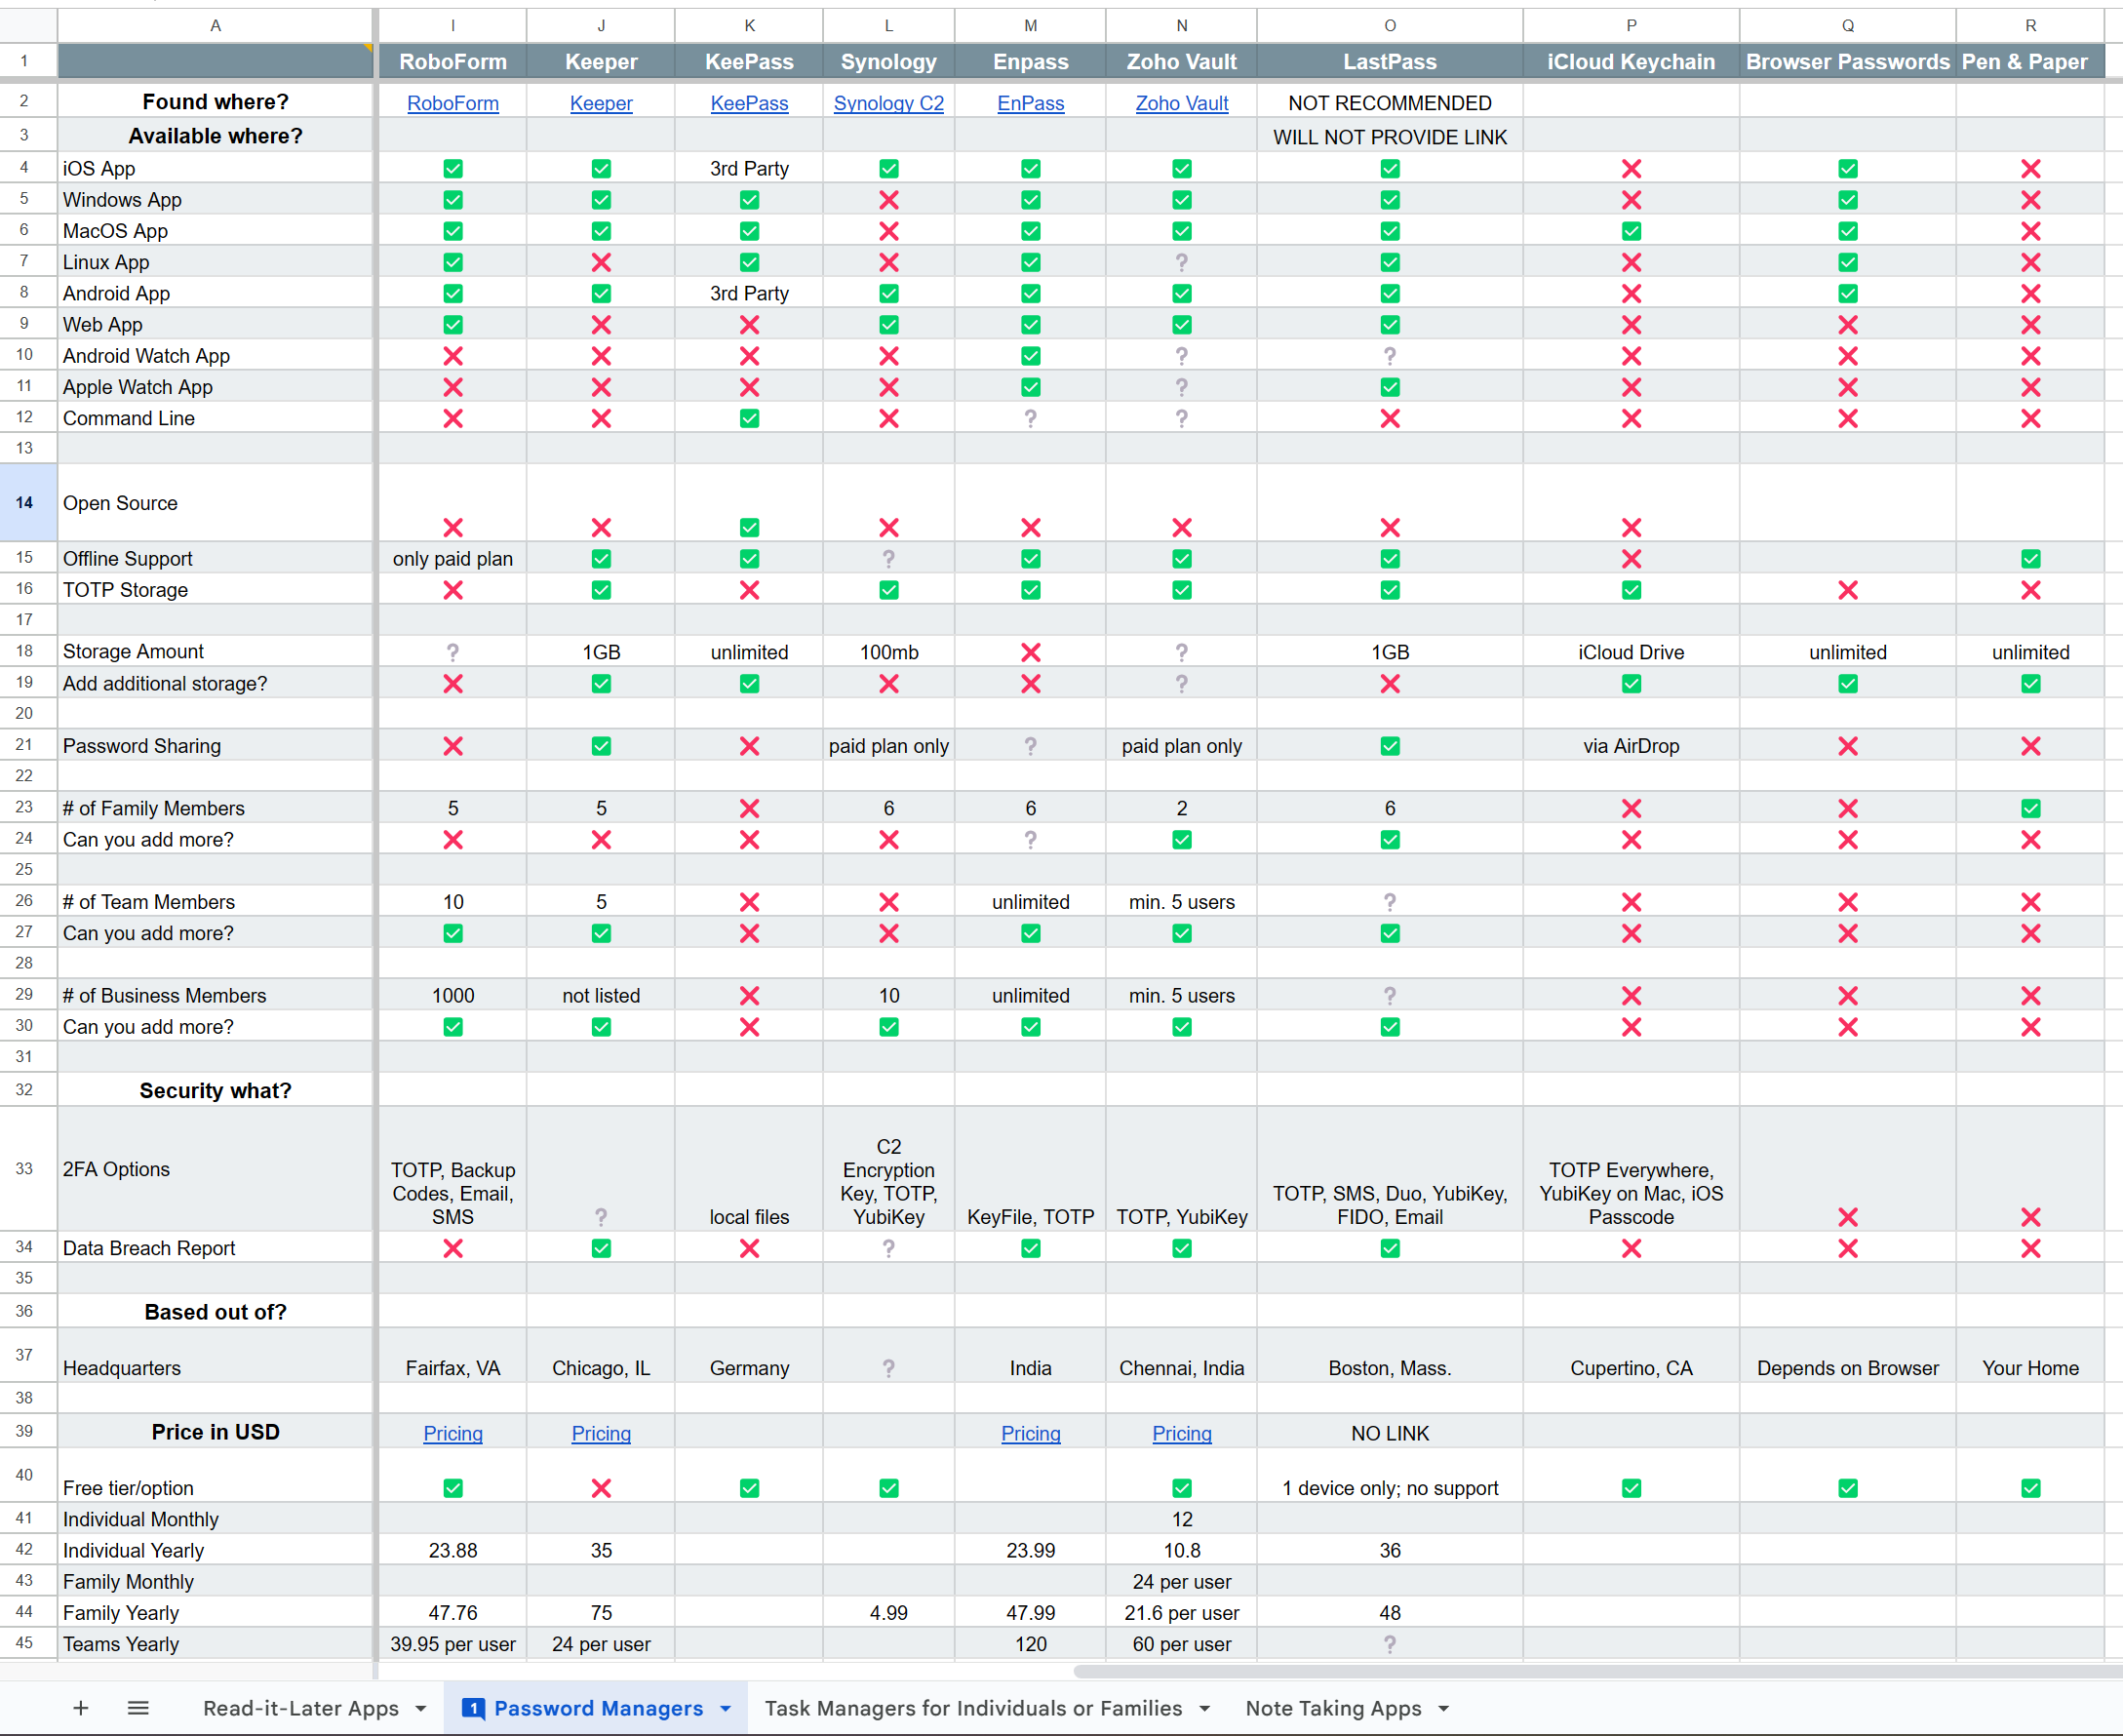 A I J K L M N O P Q R
1 RoboForm Keeper KeePass Synology Enpass Zoho Vault LastPass iCloud Keychain Browser Passwords Pen & Paper
2 Found where? RoboForm Keeper KeePass Synology C2 EnPass Zoho Vault NOT RECOMMENDED
3 Available where? WILL NOT PROVIDE LINK
4 iOS App ✅ ✅ 3rd Party ✅ ✅ ✅ ✅ ❌ ✅ ❌
5 Windows App ✅ ✅ ✅ ❌ ✅ ✅ ✅ ❌ ✅ ❌
6 MacOS App ✅ ✅ ✅ ❌ ✅ ✅ ✅ ✅ ✅ ❌
7 Linux App ✅ ❌ ✅ ❌ ✅ ❔ ✅ ❌ ✅ ❌
8 Android App ✅ ✅ 3rd Party ✅ ✅ ✅ ✅ ❌ ✅ ❌
9 Web App ✅ ❌ ❌ ✅ ✅ ✅ ✅ ❌ ❌ ❌
10 Android Watch App ❌ ❌ ❌ ❌ ✅ ❔ ❔ ❌ ❌ ❌
11 Apple Watch App ❌ ❌ ❌ ❌ ✅ ❔ ✅ ❌ ❌ ❌
12 Command Line ❌ ❌ ✅ ❌ ❔ ❔ ❌ ❌ ❌ ❌
13
14 Open Source ❌ ❌ ✅ ❌ ❌ ❌ ❌ ❌
15 Offline Support only paid plan ✅ ✅ ❔ ✅ ✅ ✅ ❌ ✅
16 TOTP Storage ❌ ✅ ❌ ✅ ✅ ✅ ✅ ✅ ❌ ❌
17
18 Storage Amount ❔ 1GB unlimited 100mb ❌ ❔ 1GB iCloud Drive unlimited unlimited
19 Add additional storage? ❌ ✅ ✅ ❌ ❌ ❔ ❌ ✅ ✅ ✅
20
21 Password Sharing ❌ ✅ ❌ paid plan only ❔ paid plan only ✅ via AirDrop ❌ ❌
22
23 # of Family Members 5 5 ❌ 6 6 2 6 ❌ ❌ ✅
24 Can you add more? ❌ ❌ ❌ ❌ ❔ ✅ ✅ ❌ ❌ ❌
25
26 # of Team Members 10 5 ❌ ❌ unlimited min. 5 users ❔ ❌ ❌ ❌
27 Can you add more? ✅ ✅ ❌ ❌ ✅ ✅ ✅ ❌ ❌ ❌
28
29 # of Business Members 1000 not listed ❌ 10 unlimited min. 5 users ❔ ❌ ❌ ❌
30 Can you add more? ✅ ✅ ❌ ✅ ✅ ✅ ✅ ❌ ❌ ❌
31
32 Security what?
33 2FA Options
TOTP, Backup
Codes, Email,
SMS
❔
local files
C2
Encryption
Key, TOTP,
YubiKey
KeyFile, TOTP
TOTP, YubiKey
TOTP, SMS, Duo, YubiKey,
FIDO, Email
TOTP Everywhere,
YubiKey on Mac, iOS
Passcode
❌ ❌
34 Data Breach Report ❌ ✅ ❌ ❔ ✅ ✅ ✅ ❌ ❌ ❌
35
36 Based out of?
37 Headquarters Fairfax, VA Chicago, IL Germany ❔ India Chennai, India Boston, Mass. Cupertino, CA Depends on Browser Your Home
38
39 Price in USD Pricing Pricing Pricing Pricing NO LINK
40 Free tier/option ✅ ❌ ✅ ✅ ✅ 1 device only; no support ✅ ✅ ✅
41 Individual Monthly 12
42 Individual Yearly 23.88 35 23.99 10.8 36
43 Family Monthly 24 per user
44 Family Yearly 47.76 75 4.99 47.99 21.6 per user 48
45 Teams Yearly 39.95 per user 24 per user 120 60 per user ❔
+ Read-it-Later Apps 1 Password Managers Task Managers for Individuals or Families Note Taking Apps